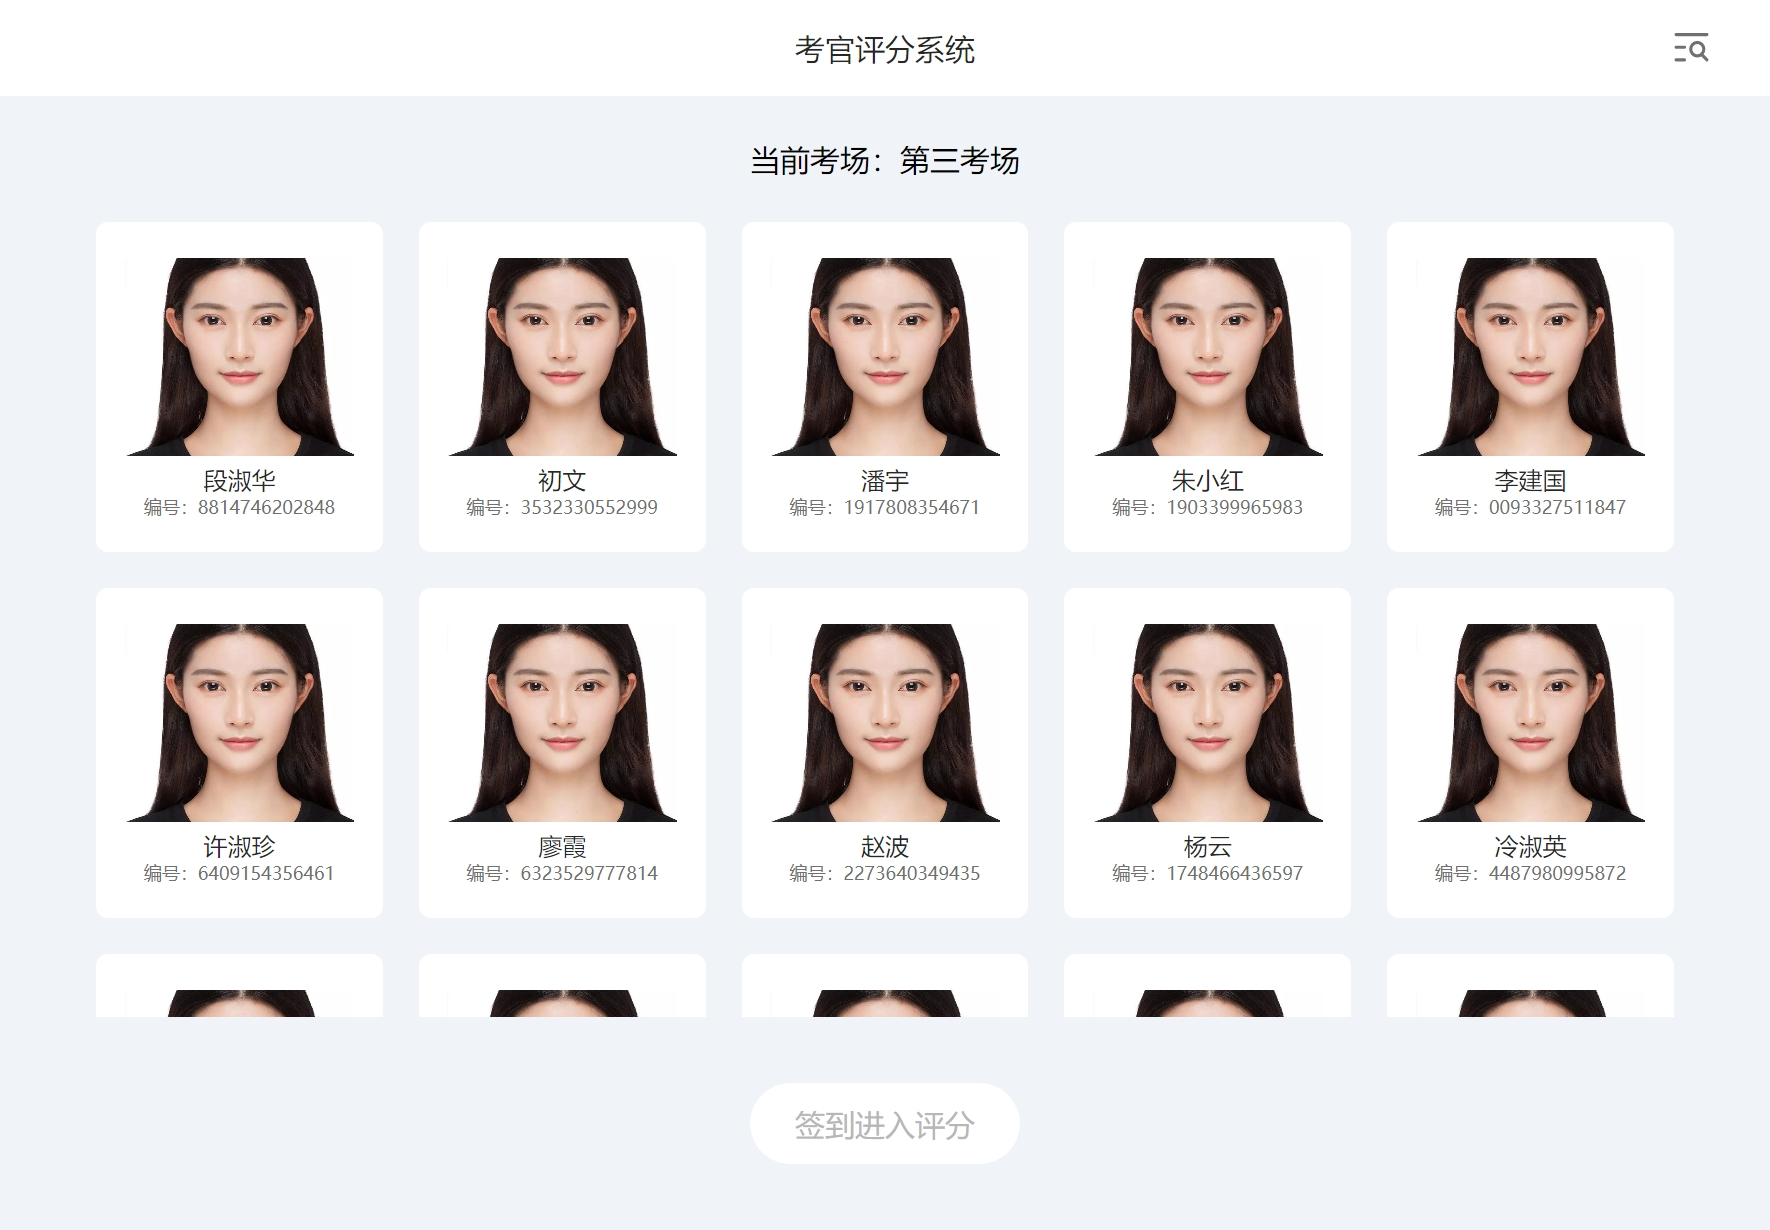 考官评分系统
当前考场：第三考场
段淑华
编号：8814746202848
初文
编号：3532330552999
潘宇
编号：1917808354671
朱小红
编号：1903399965983
李建国
编号：0093327511847
许淑珍
编号：6409154356461
廖霞
编号：6323529777814
赵波
编号：2273640349435
杨云
编号：1748466436597
冷淑英
编号：4487980995872
签到进入评分